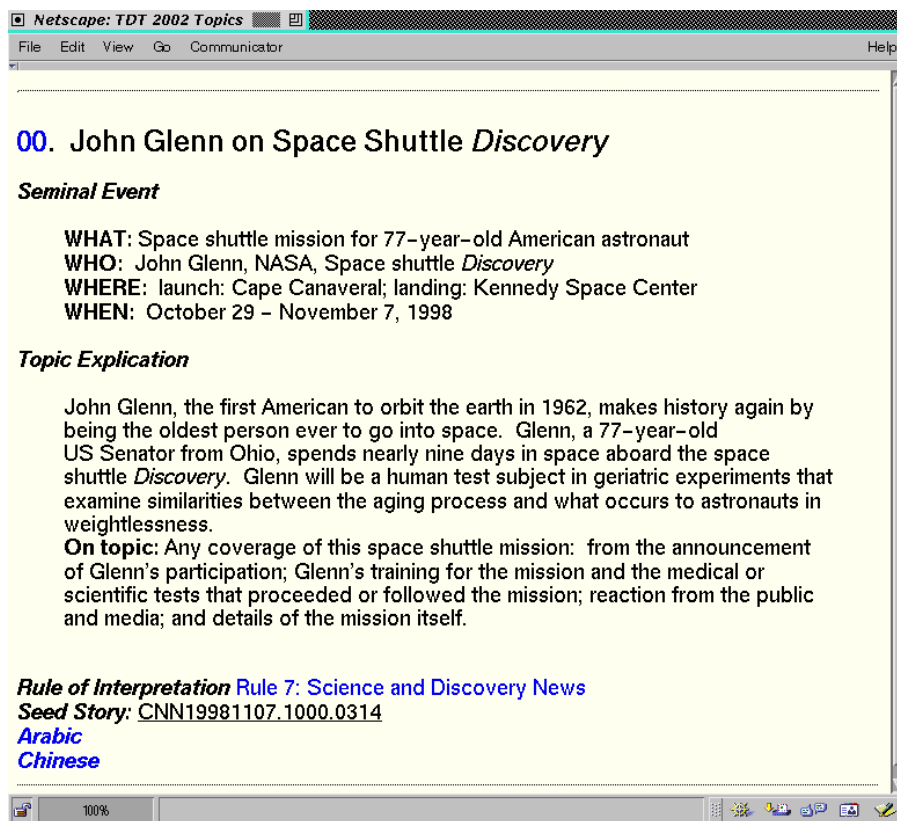 Netscape: TDT 2002 Topics
File Edit View Go Communicator Help
00. John Glenn on Space Shuttle Discovery
Seminal Event
WHAT: Space shuttle mission for 77-year-old American astronaut
WHO: John Glenn, NASA, Space shuttle Discovery
WHERE: launch: Cape Canaveral; landing: Kennedy Space Center
WHEN: October 29 - November 7, 1998
Topic Explication
John Glenn, the first American to orbit the earth in 1962, makes history again by
being the oldest person ever to go into space. Glenn, a 77-year-old
US Senator from Ohio, spends nearly nine days in space aboard the space
shuttle Discovery. Glenn will be a human test subject in geriatric experiments that
examine similarities between the aging process and what occurs to astronauts in
weightlessness.
On topic: Any coverage of this space shuttle mission: from the announcement
of Glenn's participation; Glenn's training for the mission and the medical or
scientific tests that proceeded or followed the mission; reaction from the public
and media; and details of the mission itself.
Rule of Interpretation Rule 7: Science and Discovery News
Seed Story: CNN19981107.1000.0314
Arabic
Chinese
100%